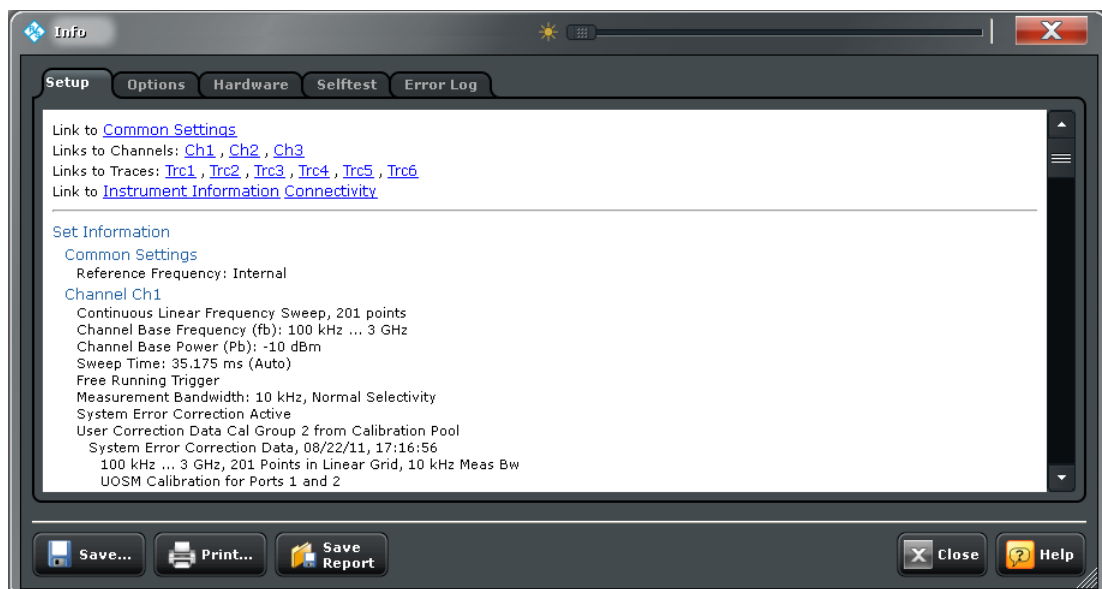 Info
Setup Options Hardware Selftest Error Log
Link to Common Settings
Links to Channels: Ch1 , Ch2 , Ch3
Links to Traces: Trc1 , Trc2 , Trc3 , Trc4 , Trc5 , Trc6
Link to Instrument Information Connectivity
Set Information
Common Settings
Reference Frequency: Internal
Channel Ch1
Continuous Linear Frequency Sweep, 201 points
Channel Base Frequency (fb): 100 kHz ... 3 GHz
Channel Base Power (Pb): -10 dBm
Sweep Time: 35.175 ms (Auto)
Free Running Trigger
Measurement Bandwidth: 10 kHz, Normal Selectivity
System Error Correction Active
User Correction Data Cal Group 2 from Calibration Pool
System Error Correction Data, 08/22/11, 17:16:56
100 kHz ... 3 GHz, 201 Points in Linear Grid, 10 kHz Meas Bw
UOSM Calibration for Ports 1 and 2
Save... Print... Save
Report Close Help